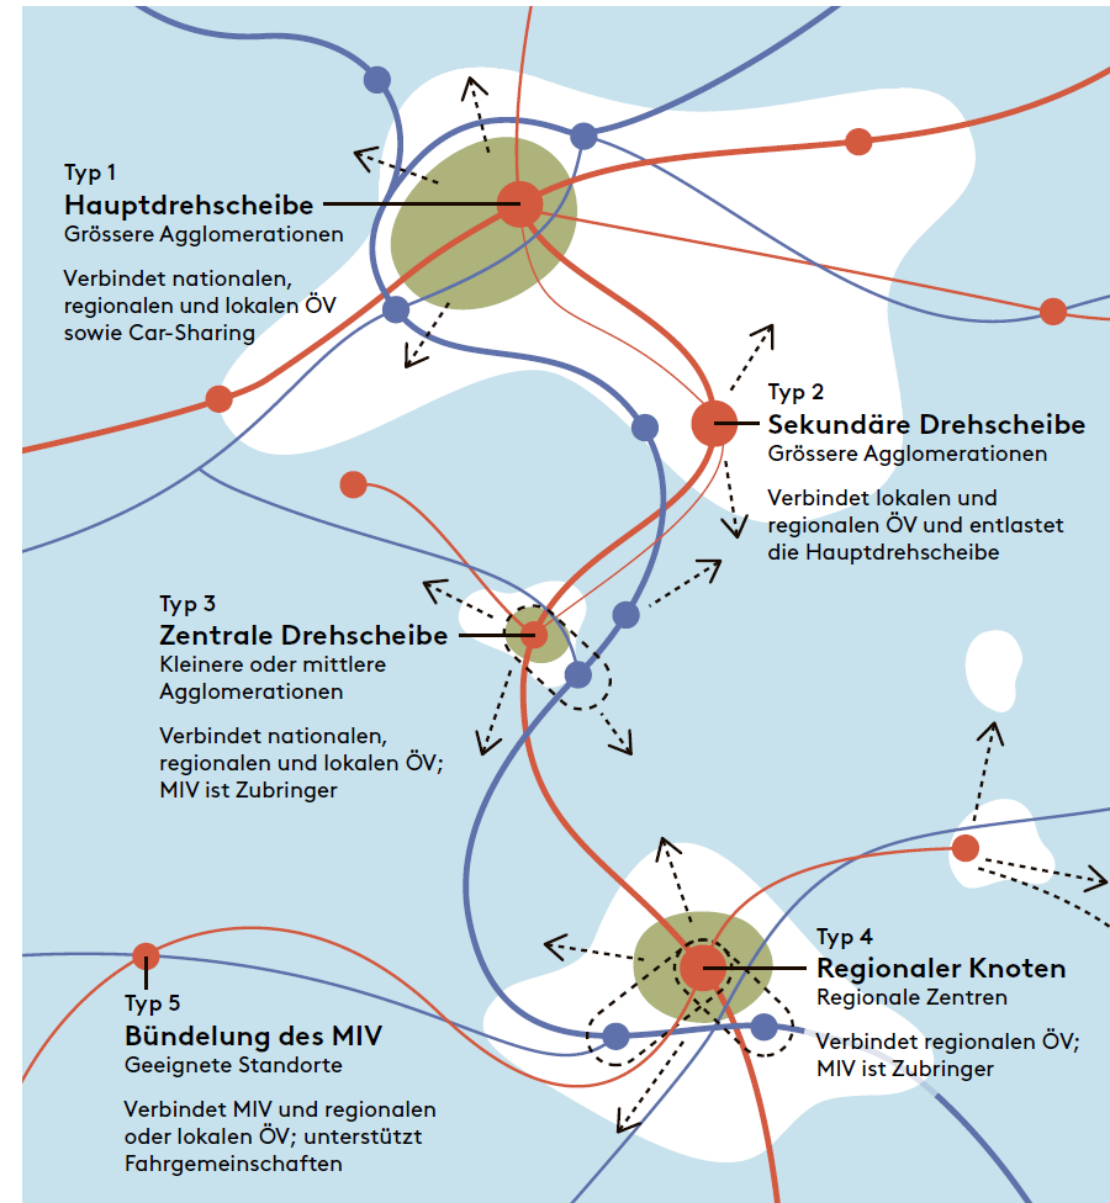 Typ 1
Hauptdrehscheibe
Grössere Agglomerationen
Verbindet nationalen,
regionalen und lokalen ÖV
sowie Car-Sharing
Typ 2
Sekundäre Drehscheibe
Grössere Agglomerationen
Verbindet lokalen und
regionalen ÖV und entlastet
die Hauptdrehscheibe
Typ 3
Zentrale Drehscheibe
Kleinere oder mittlere
Agglomerationen
Verbindet nationalen,
regionalen und lokalen ÖV;
MIV ist Zubringer
Typ 4
Regionaler Knoten
Regionale Zentren
Verbindet regionalen ÖV;
MIV ist Zubringer
Typ 5
Bündelung des MIV
Geeignete Standorte
Verbindet MIV und regionalen
oder lokalen ÖV; unterstützt
Fahrgemeinschaften